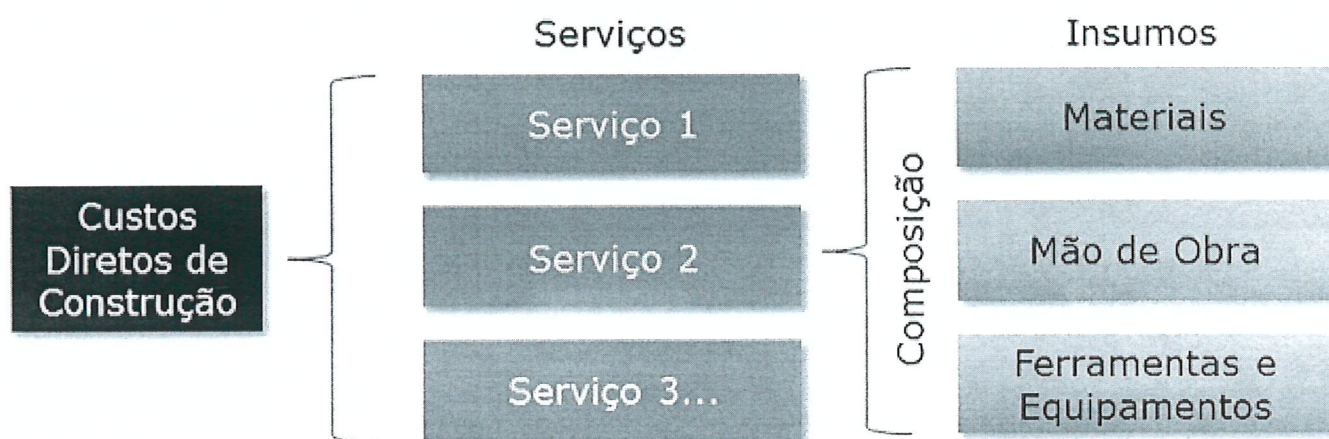 Serviços
Insumos
Custos
Diretos de
Construção
Serviço 1
Serviço 2
Serviço 3...
Composição
Materiais
Mão de Obra
Ferramentas e
Equipamentos